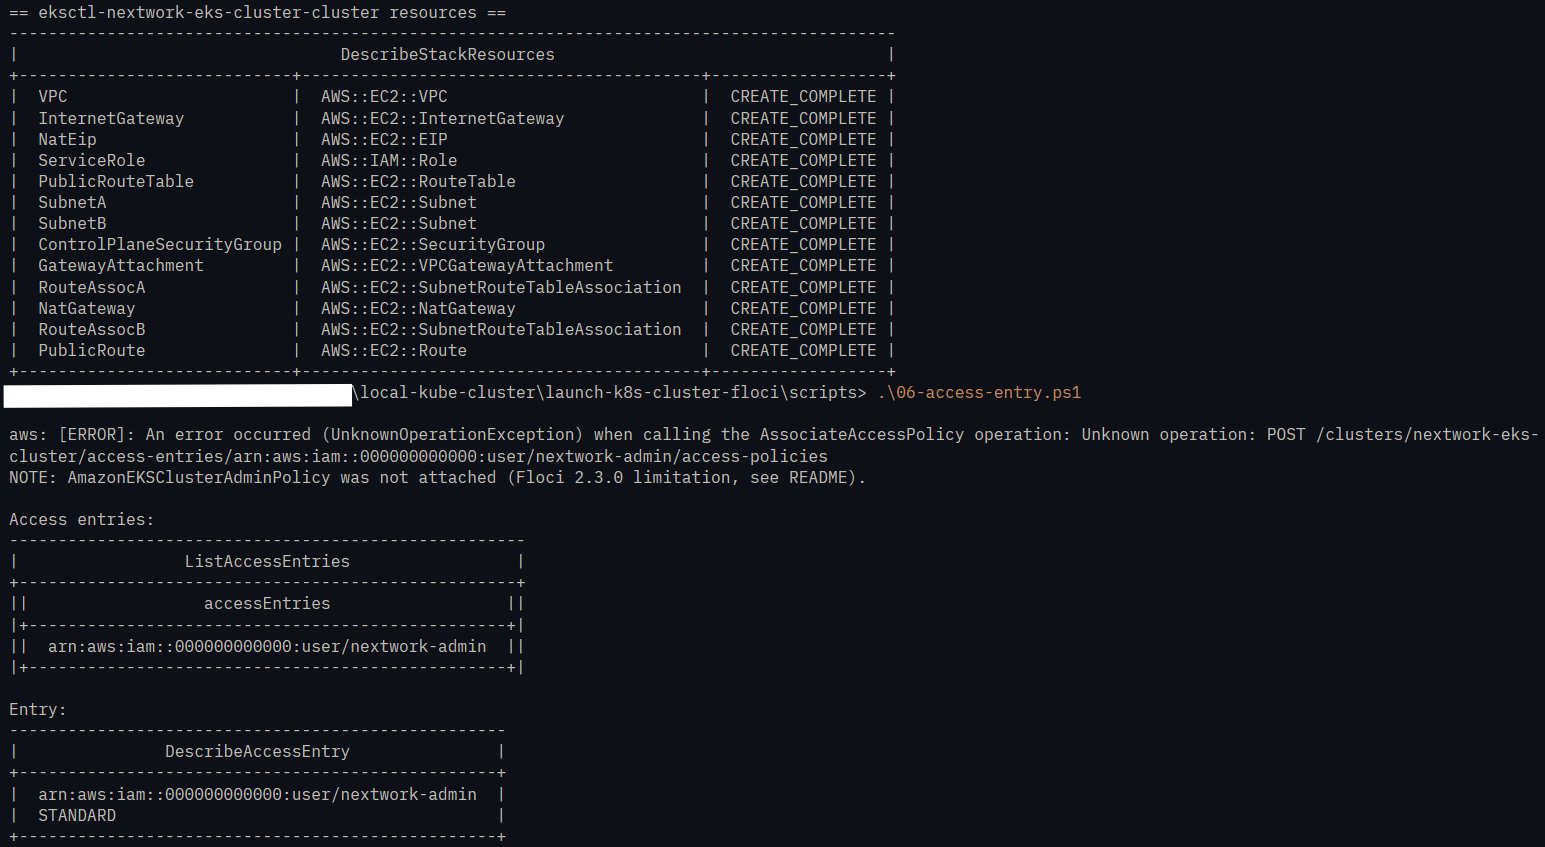 == eksctl-nextwork-eks-cluster-cluster resources ==
-------------------------------------------------------------------------------------------
|                                 DescribeStackResources                                  |
+----------------------------+-----------------------------------------+------------------+
|  VPC                       |  AWS::EC2::VPC                          |  CREATE_COMPLETE |
|  InternetGateway           |  AWS::EC2::InternetGateway              |  CREATE_COMPLETE |
|  NatEip                    |  AWS::EC2::EIP                          |  CREATE_COMPLETE |
|  ServiceRole               |  AWS::IAM::Role                         |  CREATE_COMPLETE |
|  PublicRouteTable          |  AWS::EC2::RouteTable                   |  CREATE_COMPLETE |
|  SubnetA                   |  AWS::EC2::Subnet                       |  CREATE_COMPLETE |
|  SubnetB                   |  AWS::EC2::Subnet                       |  CREATE_COMPLETE |
|  ControlPlaneSecurityGroup |  AWS::EC2::SecurityGroup                |  CREATE_COMPLETE |
|  GatewayAttachment         |  AWS::EC2::VPCGatewayAttachment         |  CREATE_COMPLETE |
|  RouteAssocA               |  AWS::EC2::SubnetRouteTableAssociation  |  CREATE_COMPLETE |
|  NatGateway                |  AWS::EC2::NatGateway                   |  CREATE_COMPLETE |
|  RouteAssocB               |  AWS::EC2::SubnetRouteTableAssociation  |  CREATE_COMPLETE |
|  PublicRoute               |  AWS::EC2::Route                        |  CREATE_COMPLETE |
+----------------------------+-----------------------------------------+------------------+
\local-kube-cluster\launch-k8s-cluster-floci\scripts> .\06-access-entry.ps1

aws: [ERROR]: An error occurred (UnknownOperationException) when calling the AssociateAccessPolicy operation: Unknown operation: POST /clusters/nextwork-eks-
cluster/access-entries/arn:aws:iam::000000000000:user/nextwork-admin/access-policies
NOTE: AmazonEKSClusterAdminPolicy was not attached (Floci 2.3.0 limitation, see README).

Access entries:
-----------------------------------------------------
|                 ListAccessEntries                 |
+---------------------------------------------------+
||                  accessEntries                  ||
|+-------------------------------------------------+|
||  arn:aws:iam::000000000000:user/nextwork-admin  ||
|+-------------------------------------------------+|

Entry:
---------------------------------------------------
|               DescribeAccessEntry               |
+-------------------------------------------------+
|  arn:aws:iam::000000000000:user/nextwork-admin  |
|  STANDARD                                       |
+-------------------------------------------------+